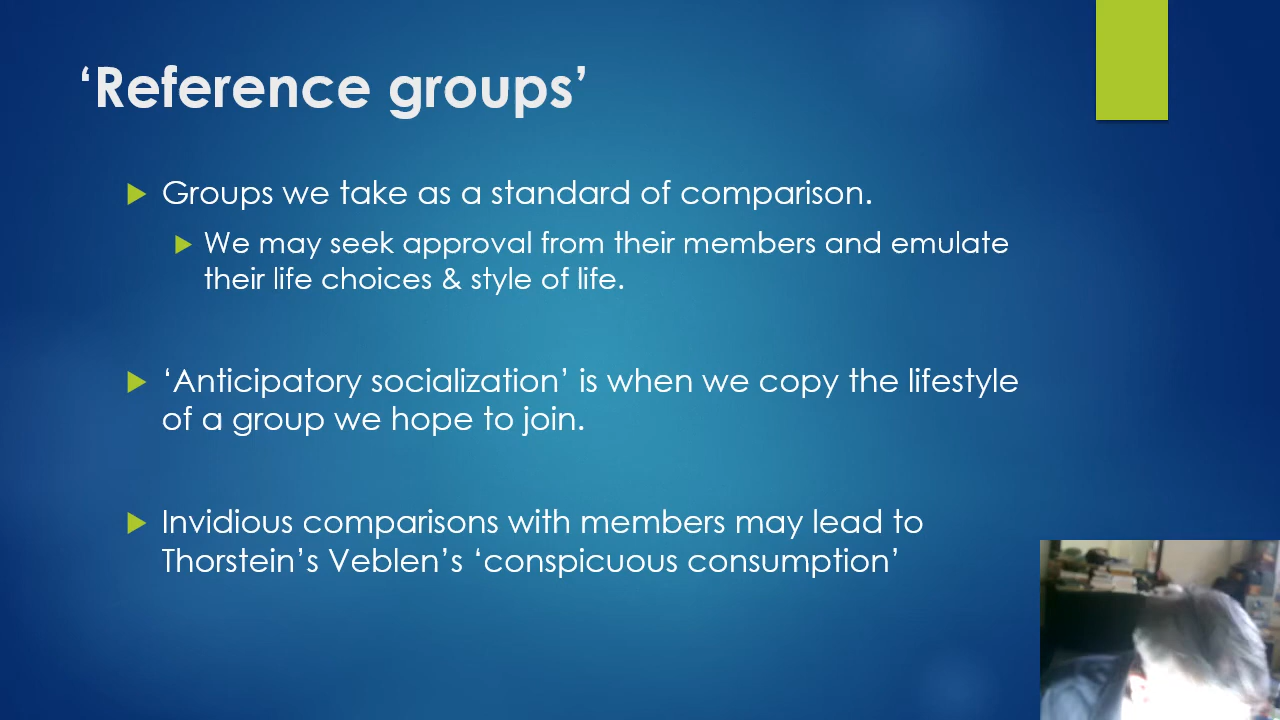 ‘Reference groups’
Groups we take as a standard of comparison.
We may seek approval from their members and emulate
their life choices & style of life.
‘Anticipatory socialization’ is when we copy the lifestyle
of a group we hope to join.
Invidious comparisons with members may lead to
Thorstein’s Veblen’s ‘conspicuous consumption’